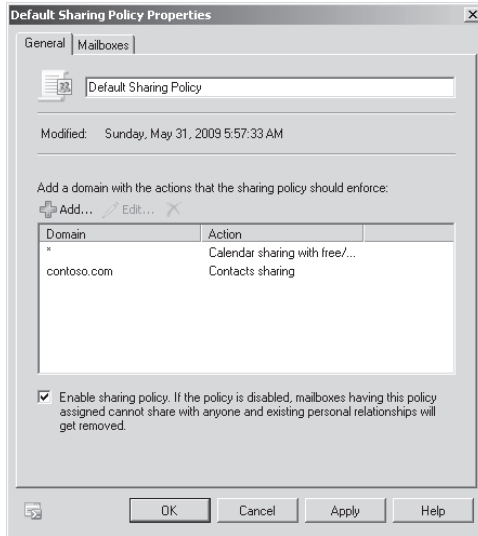 Default Sharing Policy Properties
General Mailboxes
Default Sharing Policy
Modified: Sunday, May 31, 2009 5:57:33 AM
Add a domain with the actions that the sharing policy should enforce:
Add... Edit...
Domain Action
* Calendar sharing with free/...
contoso.com Contacts sharing
Enable sharing policy. If the policy is disabled, mailboxes having this policy
assigned cannot share with anyone and existing personal relationships will
get removed.
OK Cancel Apply Help